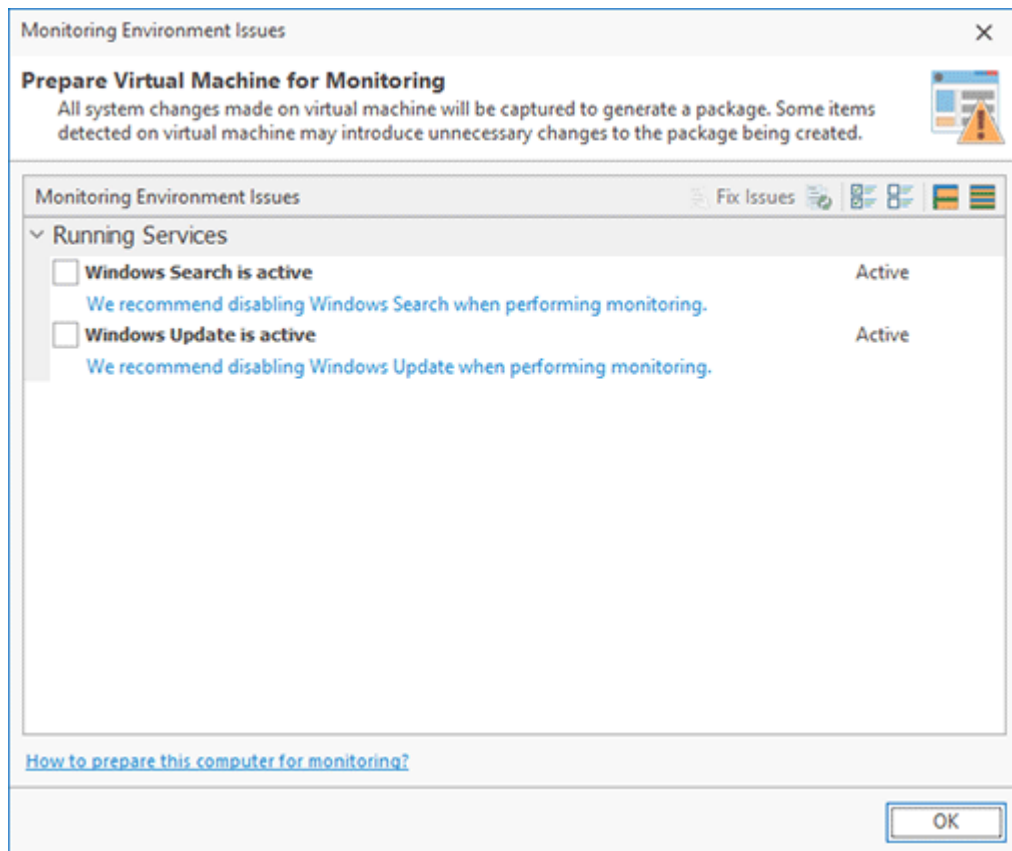 Monitoring Environment Issues
Prepare Virtual Machine for Monitoring
All system changes made on virtual machine will be captured to generate a package. Some items
detected on virtual machine may introduce unnecessary changes to the package being created.
Monitoring Environment Issues Fix Issues
Running Services
Windows Search is active Active
We recommend disabling Windows Search when performing monitoring.
Windows Update is active Active
We recommend disabling Windows Update when performing monitoring.
How to prepare this computer for monitoring?
OK